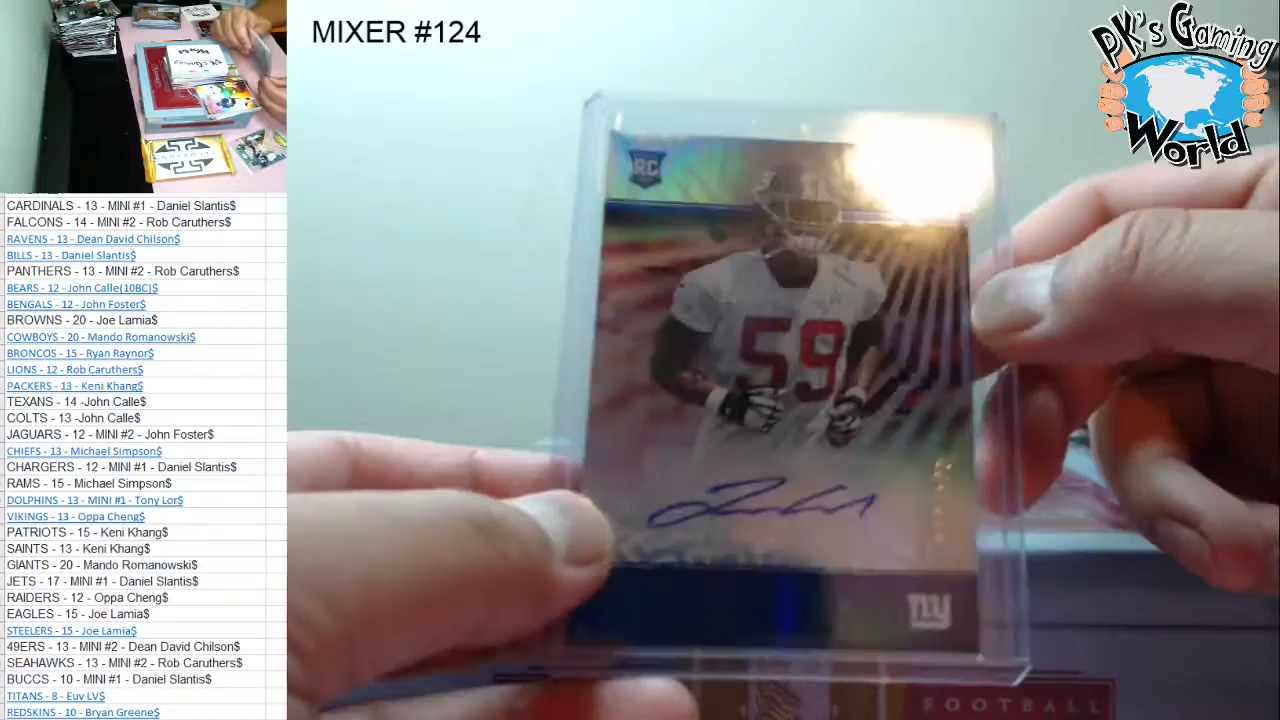 MIXER #124
PK's Gaming
World
CARDINALS - 13 - MINI #1 - Daniel Slantis$
FALCONS - 14 - MINI #2 - Rob Caruthers$
RAVENS - 13 - Dean David Chilson$
BILLS - 13 - Daniel Slantis$
PANTHERS - 13 - MINI #2 - Rob Caruthers$
BEARS - 12 - John Calle(10BC)$
BENGALS - 12 - John Foster$
BROWNS - 20 - Joe Lamia$
COWBOYS - 20 - Mando Romanowski$
BRONCOS - 15 - Ryan Raynor$
LIONS - 12 - Rob Caruthers$
PACKERS - 13 - Keni Khang$
TEXANS - 14 -John Calle$
COLTS - 13 -John Calle$
JAGUARS - 12 - MINI #2 - John Foster$
CHIEFS - 13 - Michael Simpson$
CHARGERS - 12 - MINI #1 - Daniel Slantis$
RAMS - 15 - Michael Simpson$
DOLPHINS - 13 - MINI #1 - Tony Lor$
VIKINGS - 13 - Oppa Cheng$
PATRIOTS - 15 - Keni Khang$
SAINTS - 13 - Keni Khang$
GIANTS - 20 - Mando Romanowski$
JETS - 17 - MINI #1 - Daniel Slantis$
RAIDERS - 12 - Oppa Cheng$
EAGLES - 15 - Joe Lamia$
STEELERS - 15 - Joe Lamia$
49ERS - 13 - MINI #2 - Dean David Chilson$
SEAHAWKS - 13 - MINI #2 - Rob Caruthers$
BUCCS - 10 - MINI #1 - Daniel Slantis$
TITANS - 8 - Euv LV$
REDSKINS - 10 - Bryan Greene$
RC
59
ny
FOOTBALL